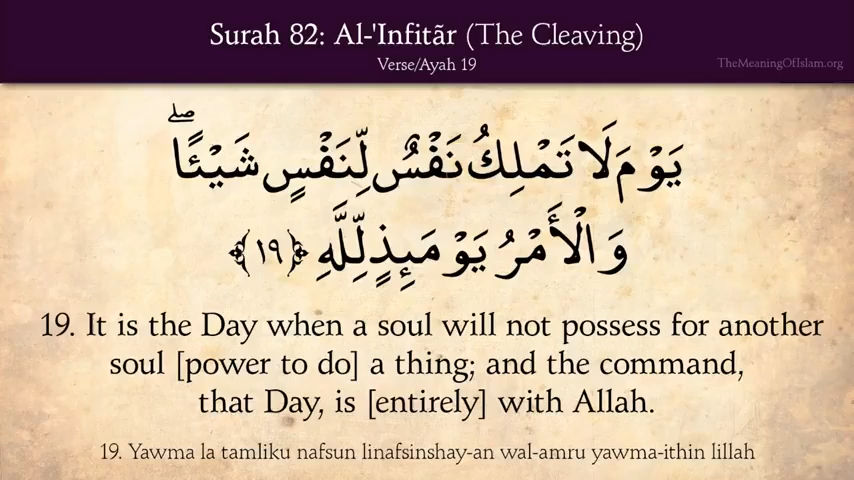 Surah 82: Al-'Infitãr (The Cleaving)
Verse/Ayah 19
TheMeaningOfIslam.org
يَوْمَ لَا تَمْلِكُ نَفْسٌ لِّنَفْسٍ شَيْئًا ۖ
وَالْأَمْرُ يَوْمَئِذٍ لِّلَّهِ ﴿١٩﴾
19. It is the Day when a soul will not possess for another
soul [power to do] a thing; and the command,
that Day, is [entirely] with Allah.
19. Yawma la tamliku nafsun linafsinshay-an wal-amru yawma-ithin lillah